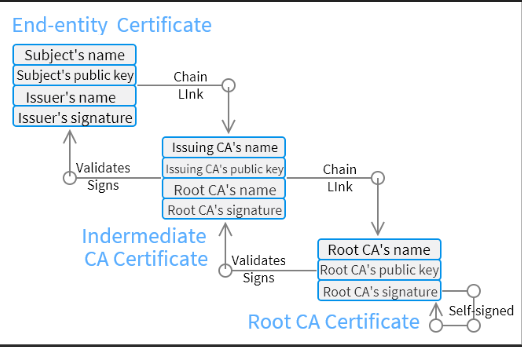 End-entity Certificate
Subject's name
Subject's public key
Issuer's name
Issuer's signature
Chain
LInk
Validates
Signs
Issuing CA's name
Issuing CA's public key
Root CA's name
Root CA's signature
Chain
LInk
Indermediate
CA Certificate
Validates
Signs
Root CA's name
Root CA's public key
Root CA's signature
Self-signed
Root CA Certificate